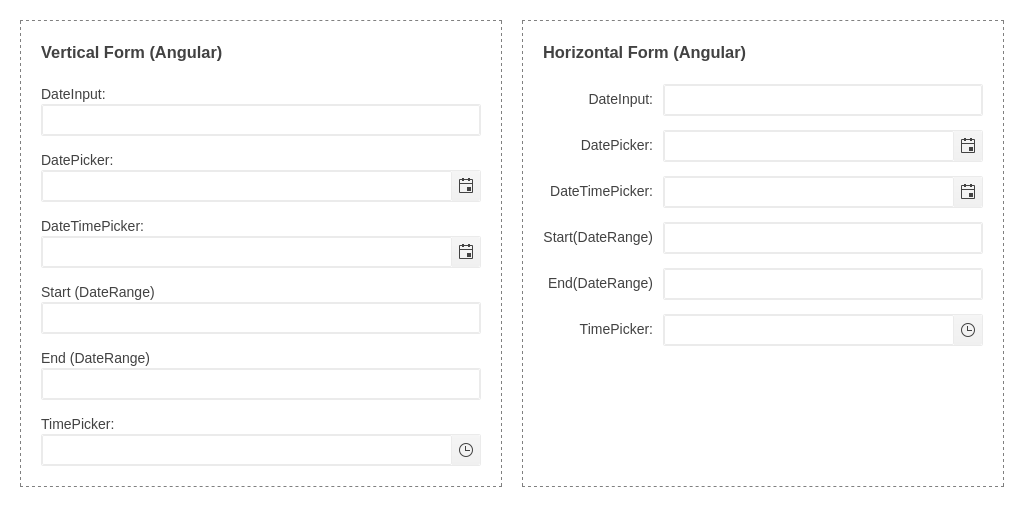 Vertical Form (Angular)
DateInput:
DatePicker:
DateTimePicker:
Start (DateRange)
End (DateRange)
TimePicker:
Horizontal Form (Angular)
DateInput:
DatePicker:
DateTimePicker:
Start(DateRange)
End(DateRange)
TimePicker: